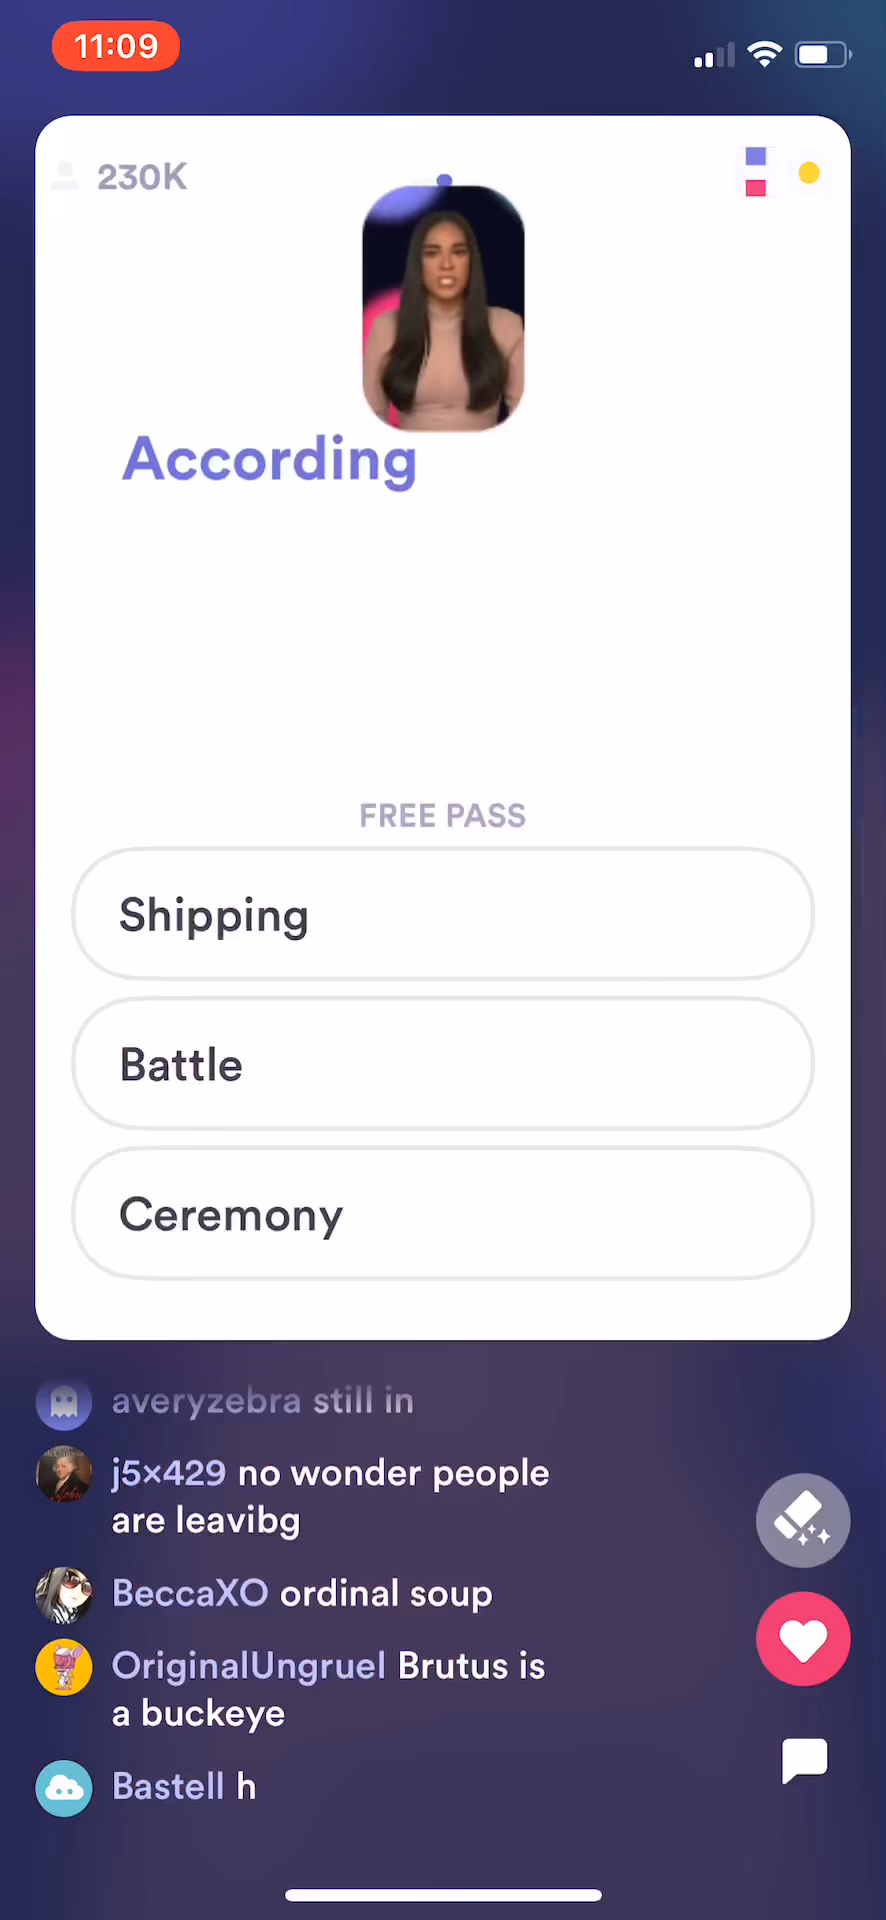 11:09
230K
According
FREE PASS
Shipping
Battle
Ceremony
averyzebra still in
j5x429 no wonder people
are leavibg
BeccaXO ordinal soup
OriginalUngruel Brutus is
a buckeye
Bastell h